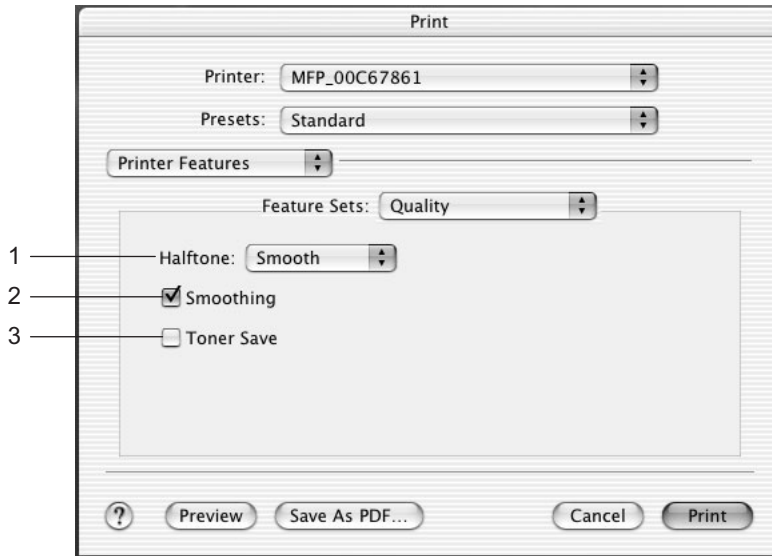 Print
Printer: MFP_00C67861
Presets: Standard
Printer Features
Feature Sets: Quality
1 Halftone: Smooth
2 Smoothing
3 Toner Save
? Preview Save As PDF... Cancel Print